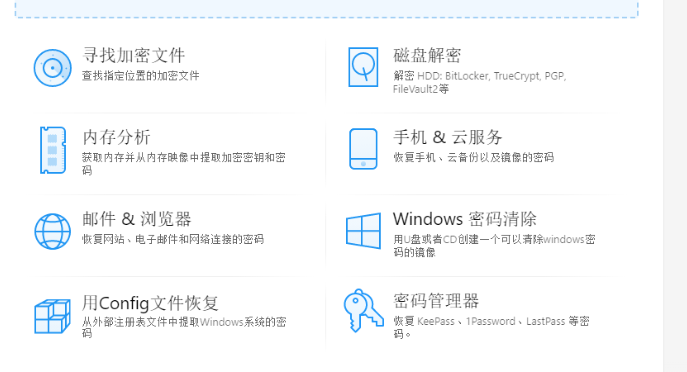 寻找加密文件
查找指定位置的加密文件
磁盘解密
解密 HDD: BitLocker, TrueCrypt, PGP,
FileVault2等
内存分析
获取内存并从内存映像中提取加密密钥和密
码
手机 & 云服务
恢复手机、云备份以及镜像的密码
邮件 & 浏览器
恢复网站、电子邮件和网络连接的密码
Windows 密码清除
用U盘或者CD创建一个可以清除windows密
码的镜像
用Config文件恢复
从外部注册表文件中提取Windows系统的密
码
密码管理器
恢复 KeePass、1Password、LastPass 等密
码。